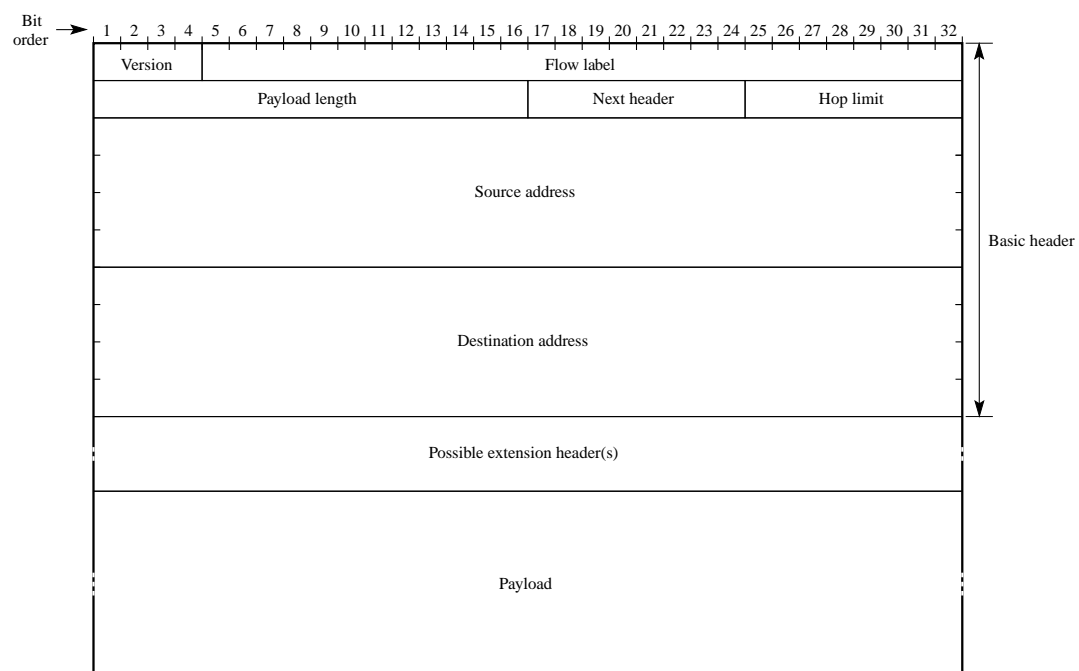 Bit
order
1 2 3 4 5 6 7 8 9 10 11 12 13 14 15 16 17 18 19 20 21 22 23 24 25 26 27 28 29 30 31 32
Version Flow label
Payload length Next header Hop limit
Source address
Basic header
Destination address
Possible extension header(s)
Payload